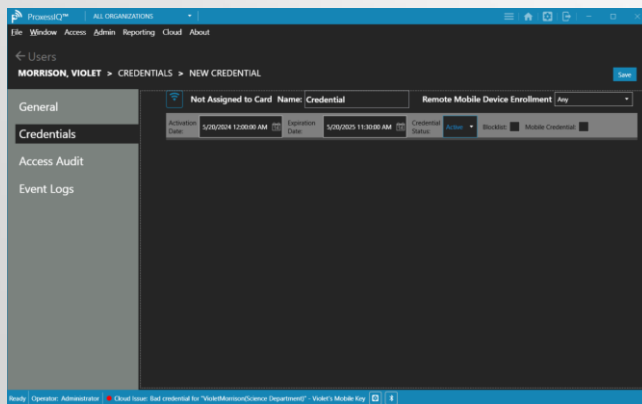 ProxessIQ™ ALL ORGANIZATIONS
File Window Access Admin Reporting Cloud About
Users
MORRISON, VIOLET > CREDENTIALS > NEW CREDENTIAL
Save
General
Credentials
Access Audit
Event Logs
Not Assigned to Card Name: Credential Remote Mobile Device Enrollment Any
Activation Date: 5/20/2024 12:00:00 AM Expiration Date: 5/20/2025 11:30:00 AM Credential Status: Active Blocklist: Mobile Credential:
Ready Operator: Administrator Cloud Issue: Bad credential for "VioletMorrison(Science Department)" - Violet's Mobile Key